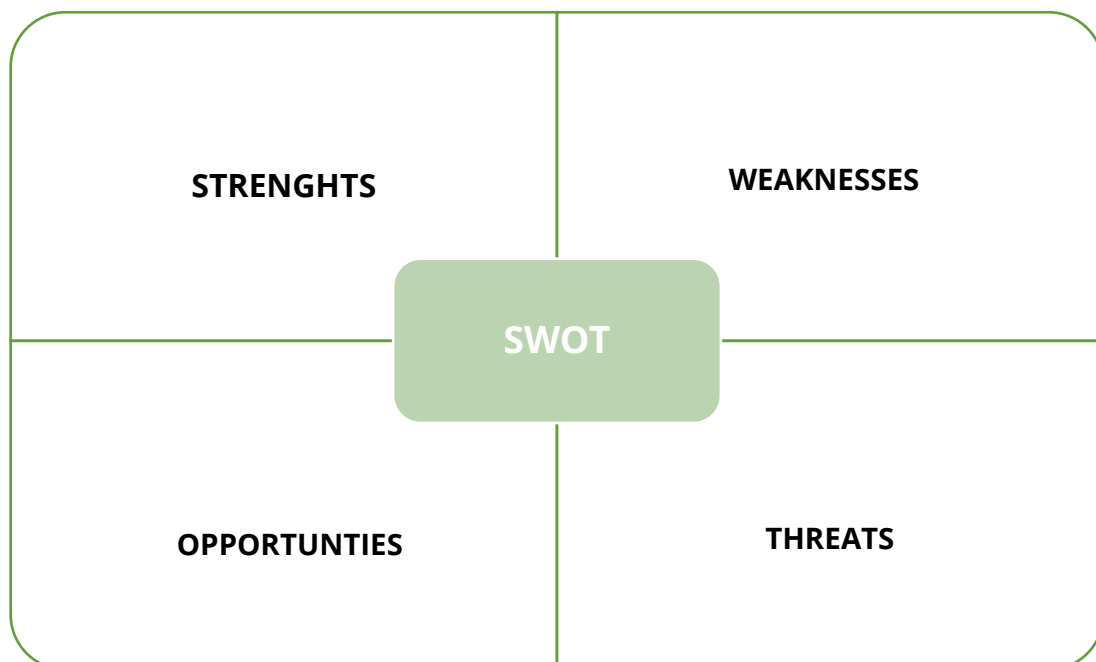 STRENGHTS
WEAKNESSES
SWOT
OPPORTUNTIES
THREATS